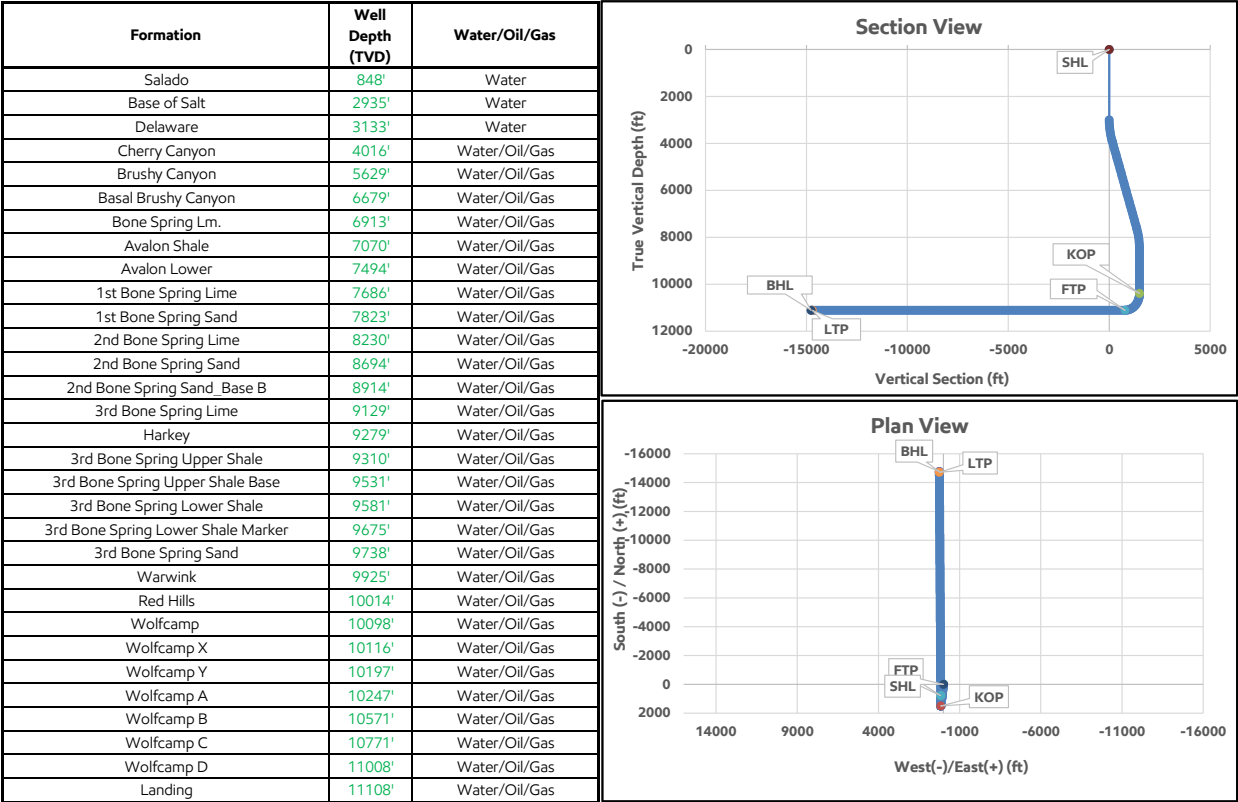 Formation Well Depth (TVD) Water/Oil/Gas
Salado 848' Water
Base of Salt 2935' Water
Delaware 3133' Water
Cherry Canyon 4016' Water/Oil/Gas
Brushy Canyon 5629' Water/Oil/Gas
Basal Brushy Canyon 6679' Water/Oil/Gas
Bone Spring Lm. 6913' Water/Oil/Gas
Avalon Shale 7070' Water/Oil/Gas
Avalon Lower 7494' Water/Oil/Gas
1st Bone Spring Lime 7686' Water/Oil/Gas
1st Bone Spring Sand 7823' Water/Oil/Gas
2nd Bone Spring Lime 8230' Water/Oil/Gas
2nd Bone Spring Sand 8694' Water/Oil/Gas
2nd Bone Spring Sand_Base B 8914' Water/Oil/Gas
3rd Bone Spring Lime 9129' Water/Oil/Gas
Harkey 9279' Water/Oil/Gas
3rd Bone Spring Upper Shale 9310' Water/Oil/Gas
3rd Bone Spring Upper Shale Base 9531' Water/Oil/Gas
3rd Bone Spring Lower Shale 9581' Water/Oil/Gas
3rd Bone Spring Lower Shale Marker 9675' Water/Oil/Gas
3rd Bone Spring Sand 9738' Water/Oil/Gas
Warwink 9925' Water/Oil/Gas
Red Hills 10014' Water/Oil/Gas
Wolfcamp 10098' Water/Oil/Gas
Wolfcamp X 10116' Water/Oil/Gas
Wolfcamp Y 10197' Water/Oil/Gas
Wolfcamp A 10247' Water/Oil/Gas
Wolfcamp B 10571' Water/Oil/Gas
Wolfcamp C 10771' Water/Oil/Gas
Wolfcamp D 11008' Water/Oil/Gas
Landing 11108' Water/Oil/Gas
Section View
True Vertical Depth (ft)
0
2000
4000
6000
8000
10000
12000
SHL
KOP
FTP
BHL
LTP
-20000 -15000 -10000 -5000 0 5000
Vertical Section (ft)
Plan View
South (-) / North (+) (ft)
-16000
-14000
-12000
-10000
-8000
-6000
-4000
-2000
0
2000
BHL
LTP
FTP
SHL
KOP
14000 9000 4000 -1000 -6000 -11000 -16000
West(-)/East(+) (ft)